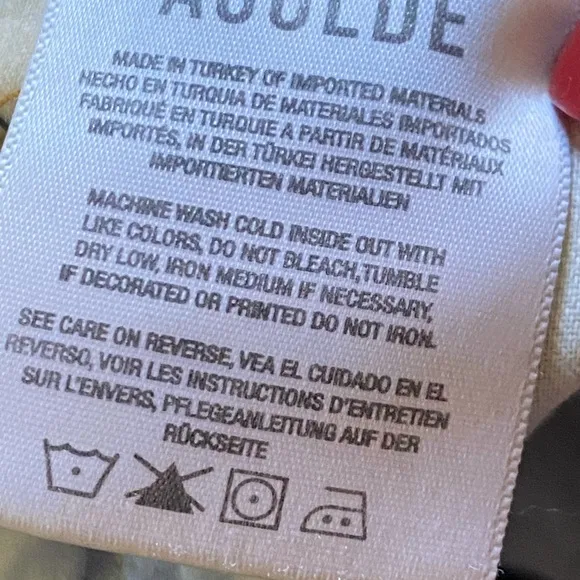 AGOLDE
MADE IN TURKEY OF IMPORTED MATERIALS
HECHO EN TURQUIA DE MATERIALES IMPORTADOS
FABRIQUÉ EN TURQUIE A PARTIR DE MATÉRIAUX
IMPORTÉS, IN DER TÜRKEI HERGESTELLT MIT
IMPORTIERTEN MATERIALIEN
MACHINE WASH COLD INSIDE OUT WITH
LIKE COLORS, DO NOT BLEACH, TUMBLE
DRY LOW, IRON MEDIUM IF NECESSARY,
IF DECORATED OR PRINTED DO NOT IRON.
SEE CARE ON REVERSE, VEA EL CUIDADO EN EL
REVERSO, VOIR LES INSTRUCTIONS D'ENTRETIEN
SUR L'ENVERS, PFLEGEANLEITUNG AUF DER
RÜCKSEITE